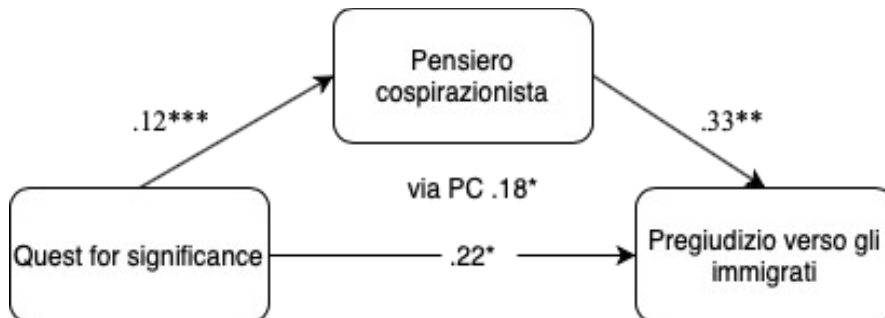 Pensiero
cospirazionista
.12***
.33**
via PC .18*
Quest for significance
.22*
Pregiudizio verso gli
immigrati